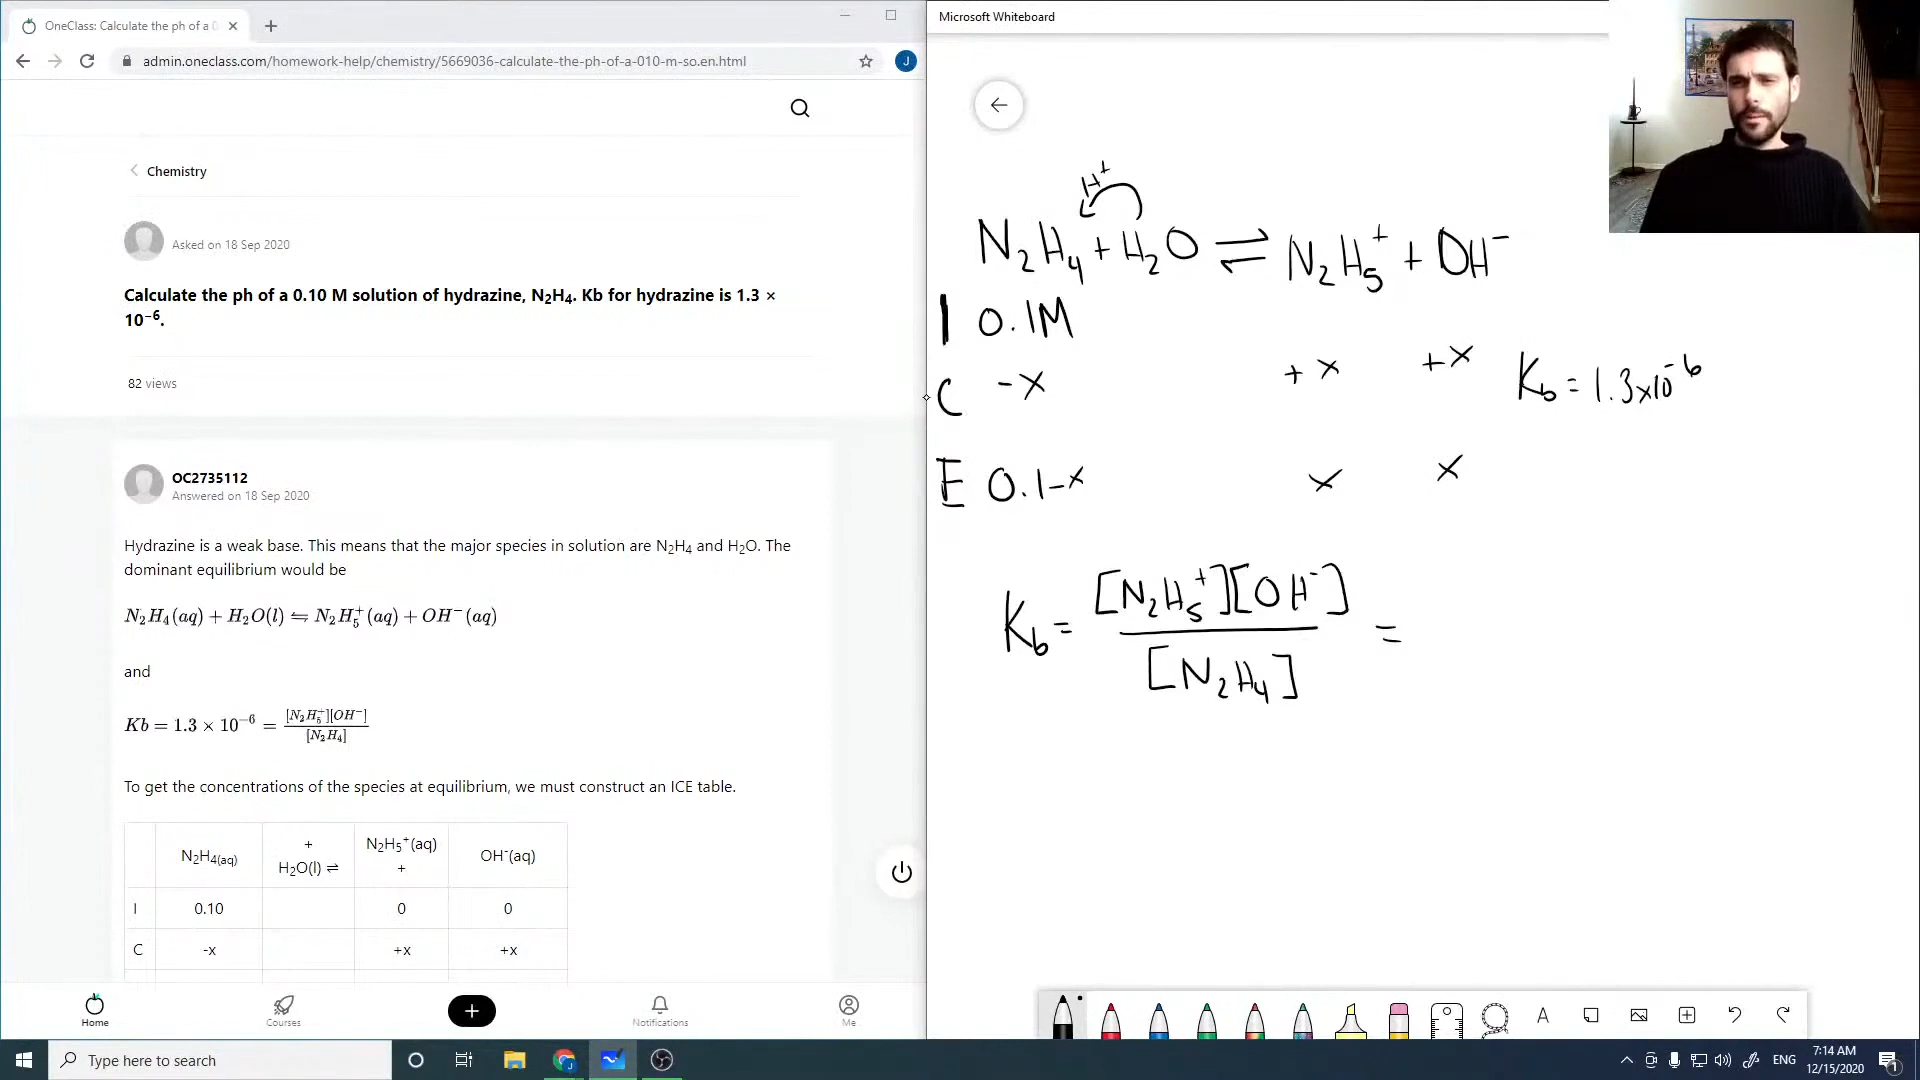 OneClass: Calculate the ph of a 0
admin.oneclass.com/homework-help/chemistry/5669036-calculate-the-ph-of-a-010-m-so.en.html
J
Chemistry
Asked on 18 Sep 2020
Calculate the ph of a 0.10 M solution of hydrazine, N₂H₄. Kb for hydrazine is 1.3 ×
10⁻⁶.
82 views
OC2735112
Answered on 18 Sep 2020
Hydrazine is a weak base. This means that the major species in solution are N₂H₄ and H₂O. The
dominant equilibrium would be
N₂H₄(aq) + H₂O(l) ⇋ N₂H₅⁺(aq) + OH⁻(aq)
and
Kb = 1.3 × 10⁻⁶ = [N₂H₅⁺][OH⁻] / [N₂H₄]
To get the concentrations of the species at equilibrium, we must construct an ICE table.
N₂H₄(aq) + H₂O(l) ⇌ N₂H₅⁺(aq) + OH⁻(aq)
I 0.10 0 0
C -x +x +x
Home Courses Notifications Me
Microsoft Whiteboard
H⁺
N₂H₄ + H₂O ⇌ N₂H₅⁺ + OH⁻
I 0.1M
C -x +x +x
Kb = 1.3x10⁻⁶
E 0.1-x x x
Kb = [N₂H₅⁺][OH⁻] / [N₂H₄] =
A
Type here to search
J
ENG
7:14 AM
12/15/2020
1